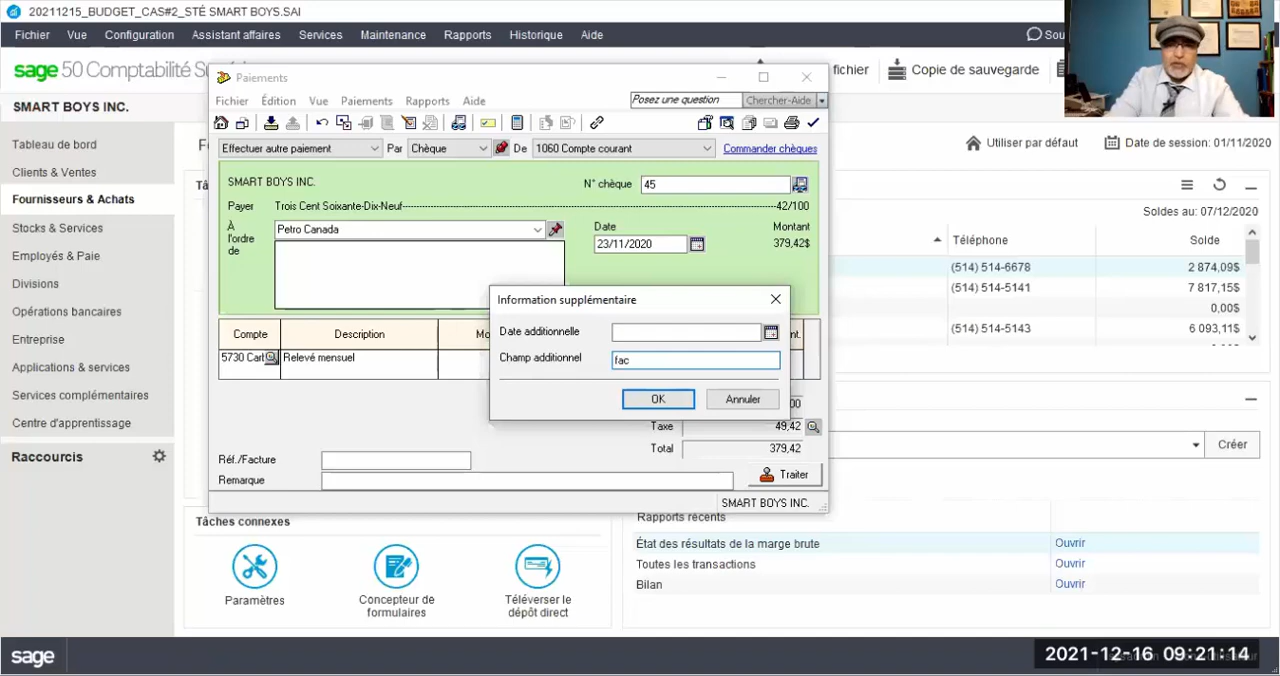 20211215_BUDGET_CAS#2_STÉ SMART BOYS.SAI
Fichier Vue Configuration Assistant affaires Services Maintenance Rapports Historique Aide
sage 50 Comptabilité
fichier
Copie de sauvegarde
SMART BOYS INC.
Utiliser par défaut
Date de session: 01/11/2020
Tableau de bord
Clients & Ventes
Fournisseurs & Achats
Stocks & Services
Employés & Paie
Divisions
Opérations bancaires
Entreprise
Applications & services
Services complémentaires
Centre d'apprentissage
Raccourcis
Paiements
Fichier Édition Vue Paiements Rapports Aide
Posez une question
Chercher-Aide
Effectuer autre paiement
Par
Chèque
De
1060 Compte courant
Commander chèques
SMART BOYS INC.
N° chèque
45
Payer
Trois Cent Soixante-Dix-Neuf
42/100
À l'ordre de
Petro Canada
Date
23/11/2020
Montant
379,42$
Compte
Description
5730 Cart
Relevé mensuel
Taxe
49,42
Total
379,42
Réf./Facture
Remarque
Traiter
SMART BOYS INC.
Information supplémentaire
Date additionnelle
Champ additionnel
fac
OK
Annuler
Soldes au: 07/12/2020
Téléphone
Solde
(514) 514-6678
2 874,09$
(514) 514-5141
7 817,15$
0,00$
(514) 514-5143
6 093,11$
Créer
Tâches connexes
Paramètres
Concepteur de formulaires
Téléverser le dépôt direct
Rapports récents
État des résultats de la marge brute
Ouvrir
Toutes les transactions
Ouvrir
Bilan
Ouvrir
sage
2021-12-16 09:21:14